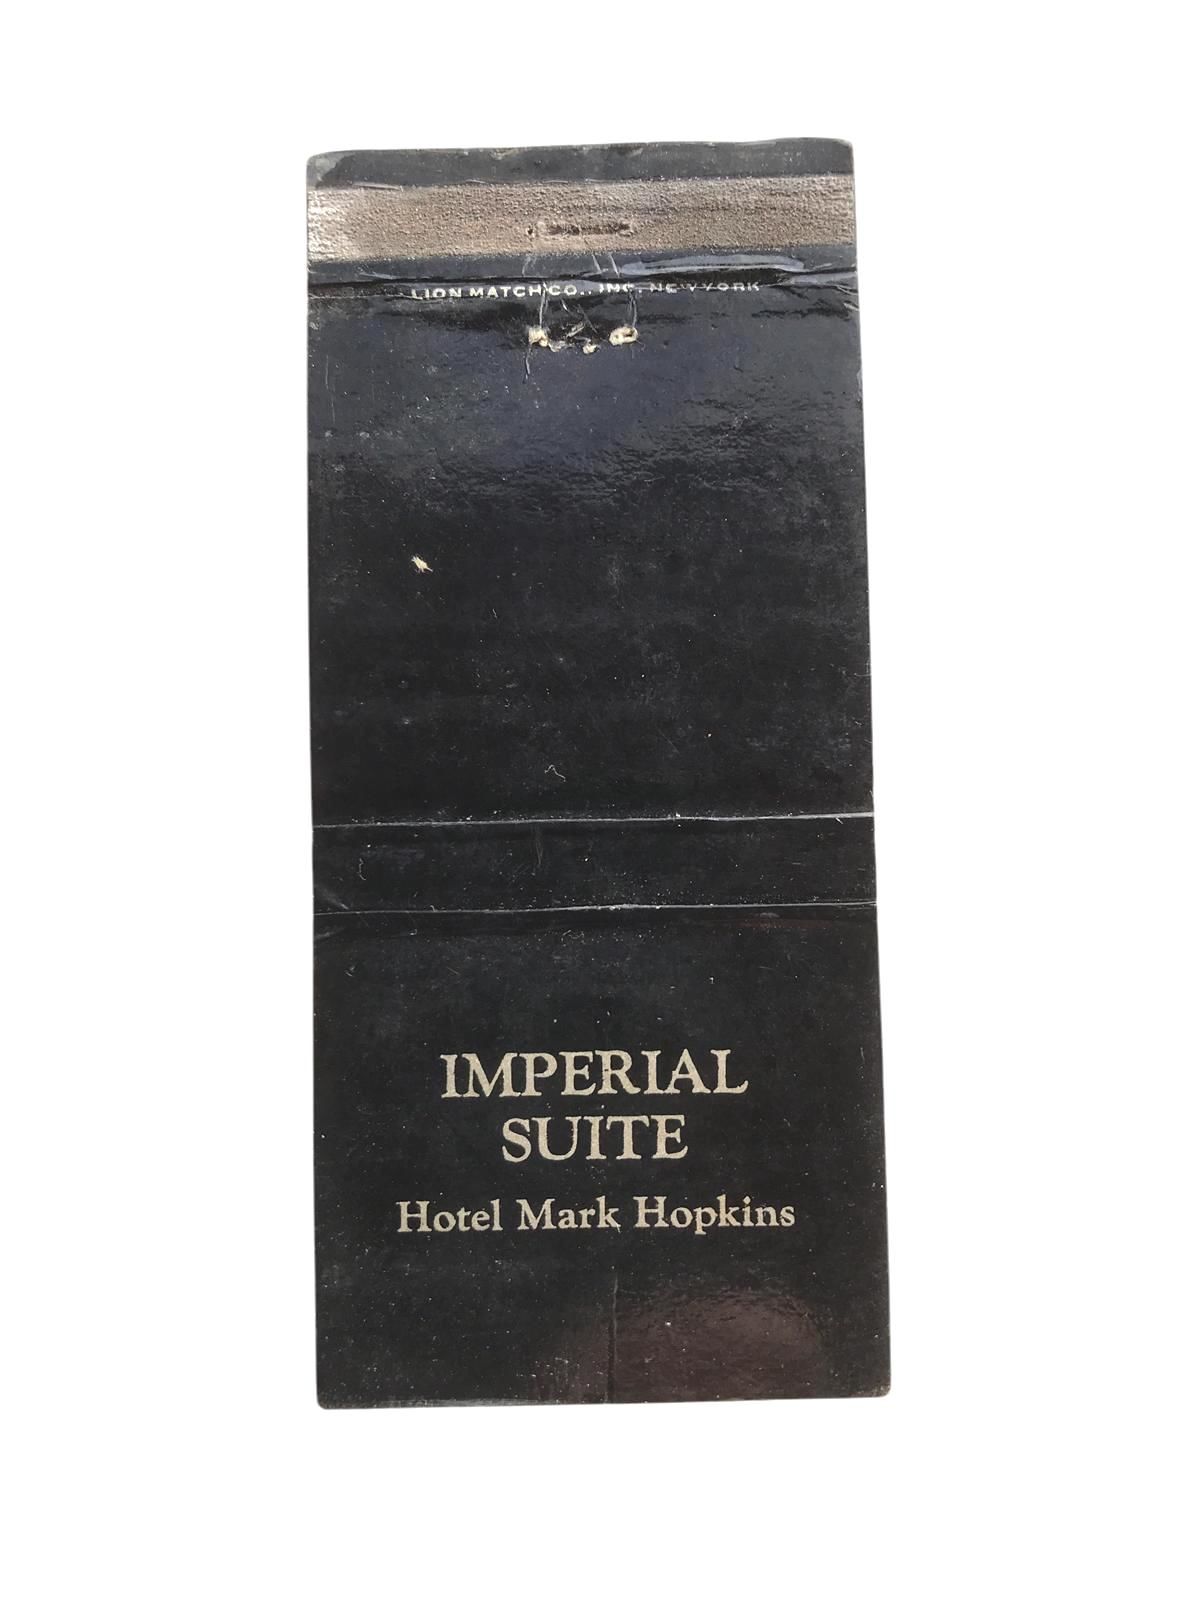 LION MATCH CO., INC. NEW YORK
IMPERIAL
SUITE
Hotel Mark Hopkins